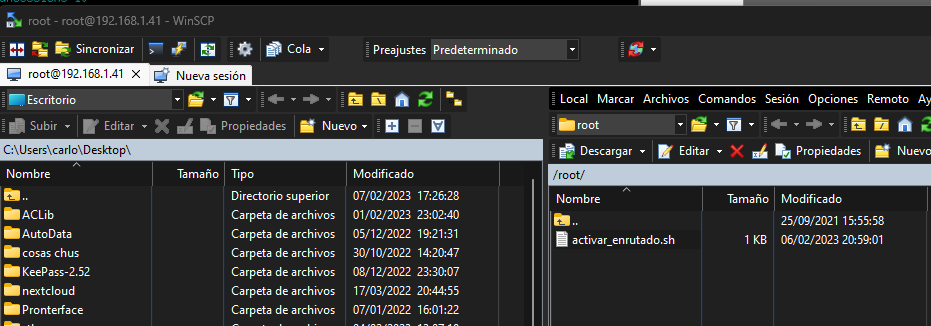 root - root@192.168.1.41 - WinSCP
Sincronizar Cola Preajustes Predeterminado
root@192.168.1.41 × Nueva sesión
Escritorio
Subir Editar Propiedades Nuevo
C:\Users\carlo\Desktop\
Nombre Tamaño Tipo Modificado
.. Directorio superior 07/02/2023 17:26:28
ACLib Carpeta de archivos 01/02/2023 23:02:40
AutoData Carpeta de archivos 05/12/2022 19:21:31
cosas chus Carpeta de archivos 30/10/2022 14:20:47
KeePass-2.52 Carpeta de archivos 08/12/2022 23:30:07
nextcloud Carpeta de archivos 17/03/2022 20:44:55
Pronterface Carpeta de archivos 07/01/2022 16:01:22
Local Marcar Archivos Comandos Sesión Opciones Remoto Ay
root
Descargar Editar Propiedades Nuevo
/root/
Nombre Tamaño Modificado
.. 25/09/2021 15:55:58
activar_enrutado.sh 1 KB 06/02/2023 20:59:01